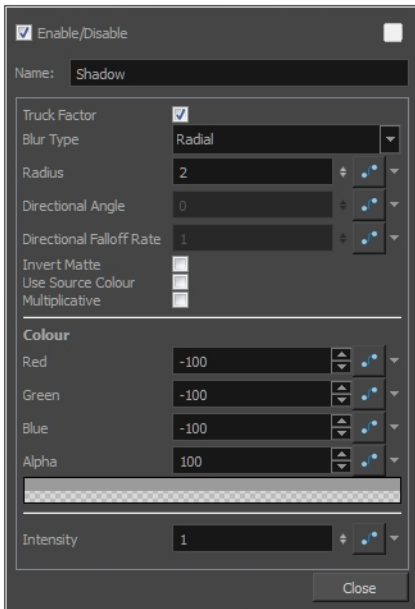 Enable/Disable
Name: Shadow
Truck Factor
Blur Type Radial
Radius 2
Directional Angle 0
Directional Falloff Rate 1
Invert Matte
Use Source Colour
Multiplicative
Colour
Red -100
Green -100
Blue -100
Alpha 100
Intensity 1
Close